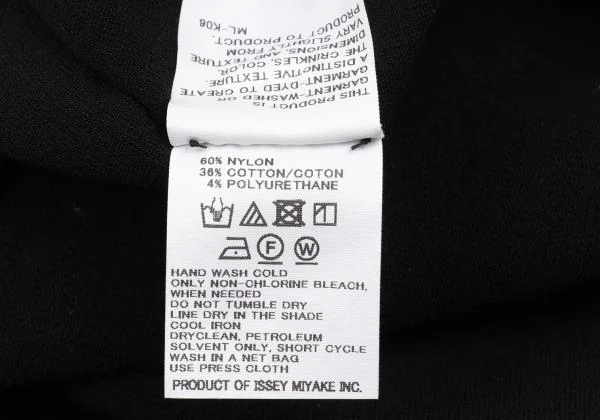 THIS PRODUCT IS
GARMENT-WASHED OR
GARMENT-DYED TO CREATE
A DISTINCTIVE TEXTURE.
THE CRINKLES, COLOR,
DIMENSIONS, AND TEXTURE
VARY SLIGHTLY FROM
PRODUCT TO PRODUCT.
ML-K06
60% NYLON
36% COTTON/COTON
4% POLYURETHANE
F W
HAND WASH COLD
ONLY NON-CHLORINE BLEACH,
WHEN NEEDED
DO NOT TUMBLE DRY
LINE DRY IN THE SHADE
COOL IRON
DRYCLEAN, PETROLEUM
SOLVENT ONLY, SHORT CYCLE
WASH IN A NET BAG
USE PRESS CLOTH
PRODUCT OF ISSEY MIYAKE INC.